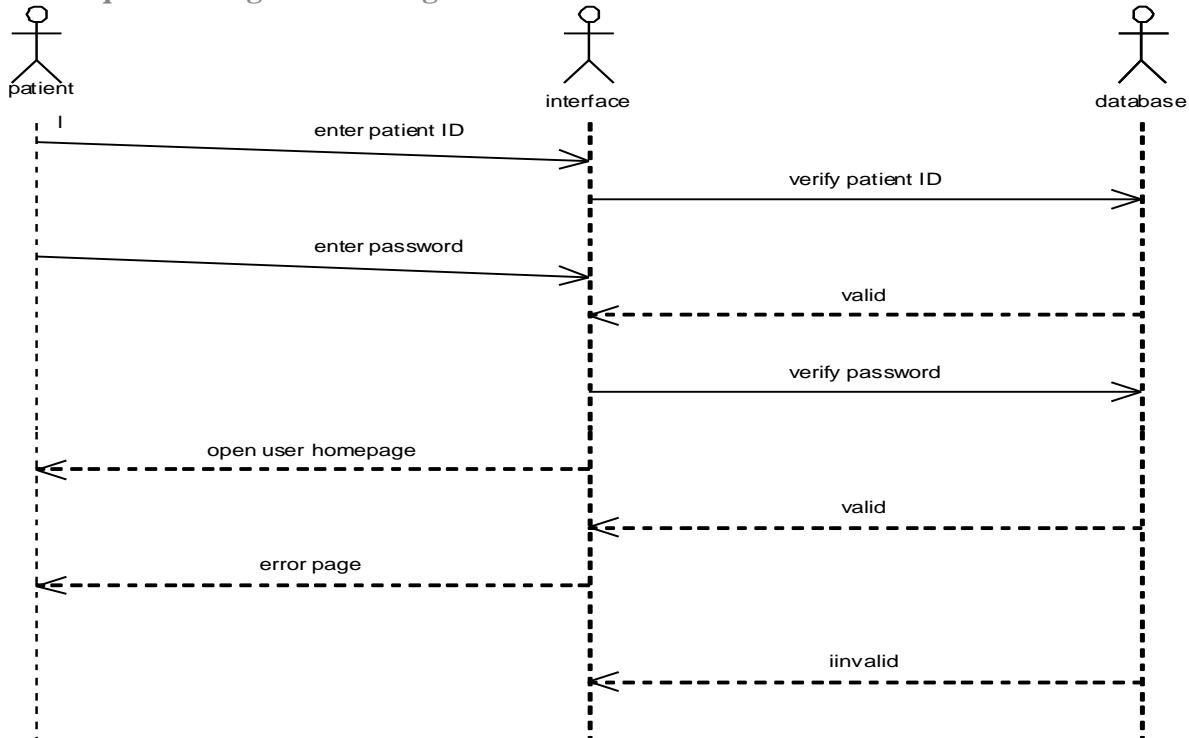 patient
interface
database
I
enter patient ID
verify patient ID
enter password
valid
verify password
open user homepage
valid
error page
iinvalid